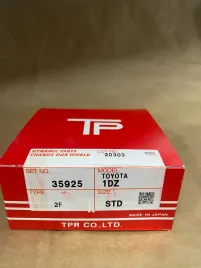 TP
DYNAMIC PARTS
CHANGE OUR WORLD
20303
SET NO.
35925
MODEL
TOYOTA
1DZ
TYPE
2F
SIZE
STD
MADE IN JAPAN
TPR CO.,LTD.